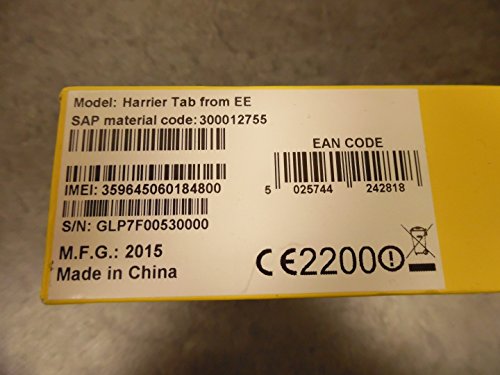 Model: Harrier Tab from EE
SAP material code: 300012755
EAN CODE
5 025744 242818
IMEI: 359645060184800
S/N: GLP7F00530000
M.F.G.: 2015
Made in China
CE2200